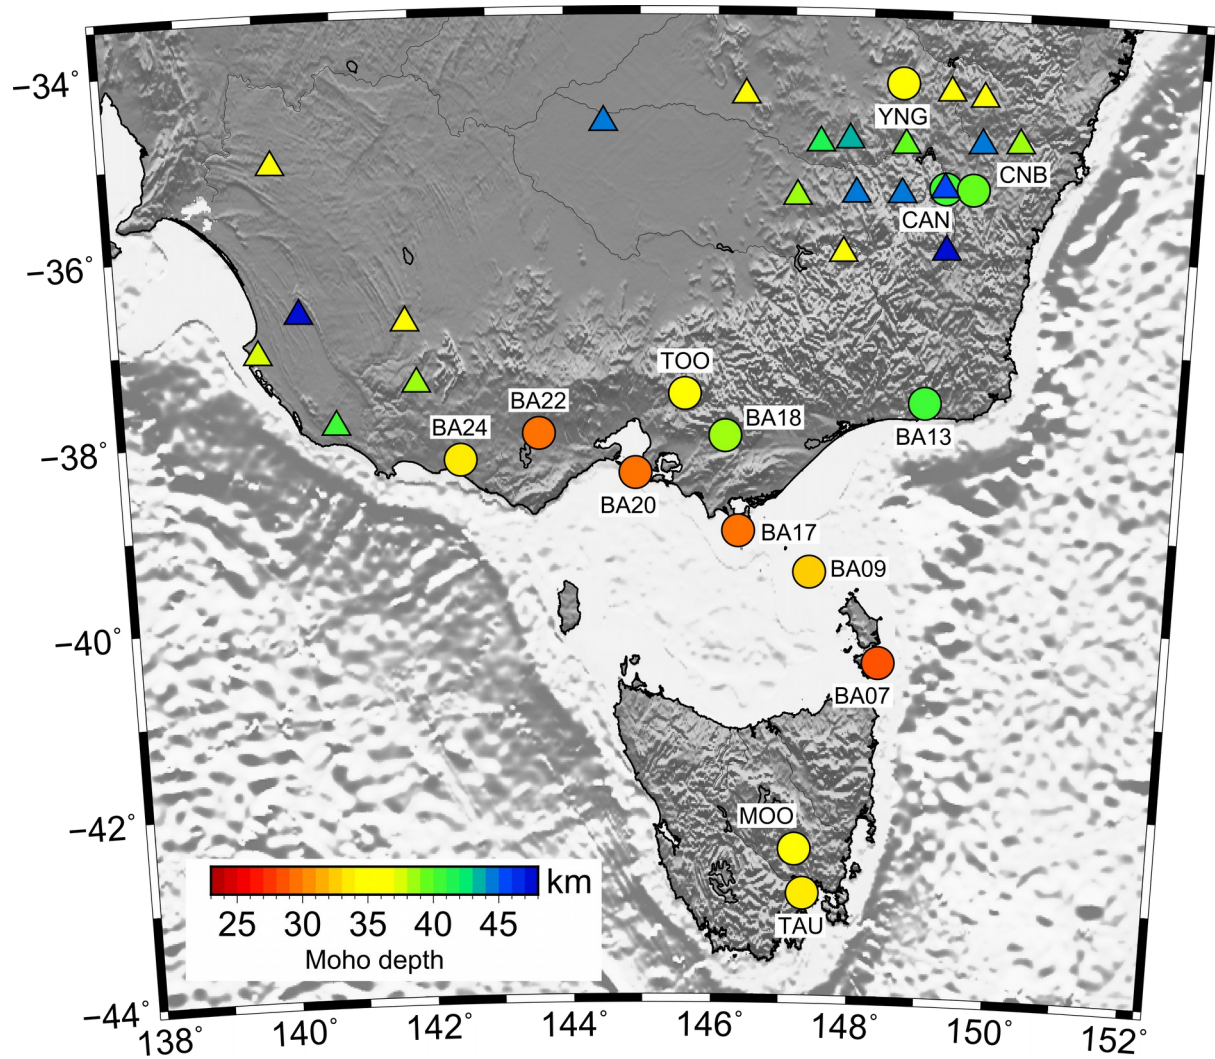 −34°
YNG
CNB
CAN
−36°
TOO
BA22
BA24
BA18
BA13
−38°
BA20
BA17
BA09
−40°
BA07
MOO
−42°
km
25 30 35 40 45
TAU
Moho depth
−44°
138° 140° 142° 144° 146° 148° 150° 152°